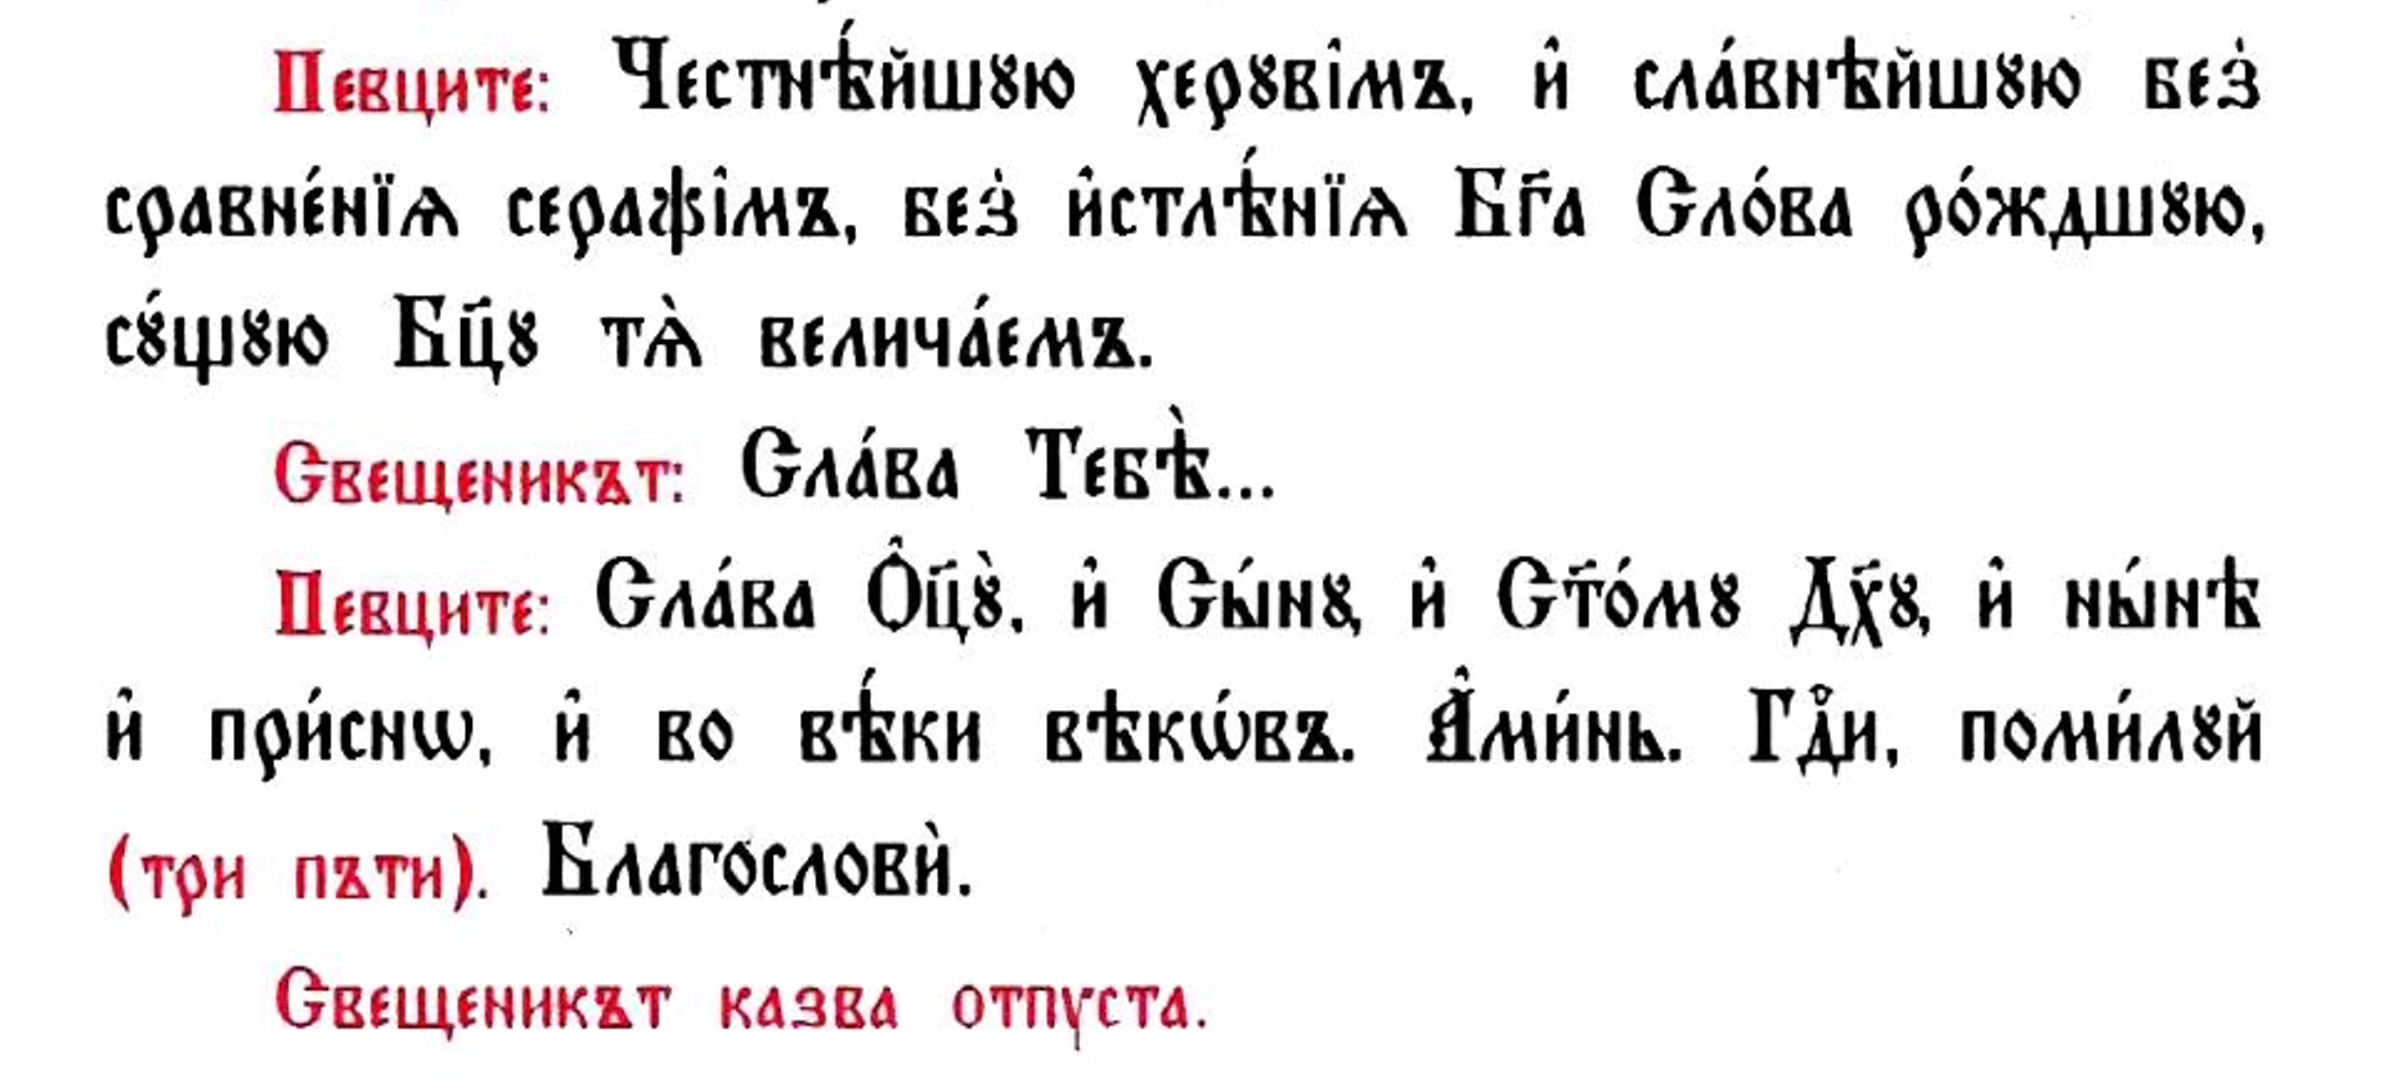 Певците: Честнѣ́йшꙋю херꙋві̑мъ, и҆ сла́внѣйшꙋю без̾
сравне́нїѧ серафі̑мъ, без̾ и҆стлѣ́нїѧ Бг҃а Сло́ва ро́ждшꙋю,
сꙋ́щꙋю Бц҃ꙋ тѧ̀ велича́емъ.
Свещеникът: Сла́ва Тебѣ̀...
Певците: Сла́ва О҆ц҃ꙋ̀, и҆ Сы́нꙋ, и҆ Ст҃о́мꙋ Дх҃ꙋ, и҆ ны́нѣ
и҆ при́снѡ, и҆ во вѣ́ки вѣкѡ́въ. А҆ми́нь. Гдⷭ҇и, поми́лꙋй
(три пъти). Благословѝ.
Свещеникът казва отпуста.